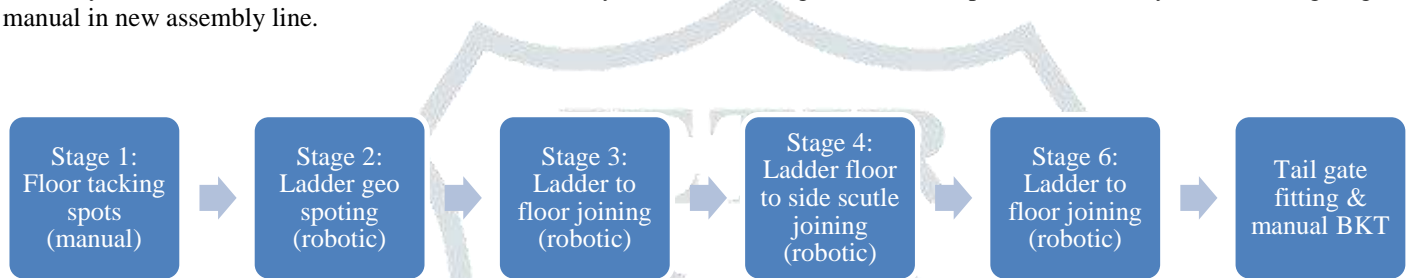 manual in new assembly line.
Stage 1:
Floor tacking
spots
(manual)
Stage 2:
Ladder geo
spoting
(robotic)
Stage 3:
Ladder to
floor joining
(robotic)
Stage 4:
Ladder floor
to side scutle
joining
(robotic)
Stage 6:
Ladder to
floor joining
(robotic)
Tail gate
fitting &
manual BKT